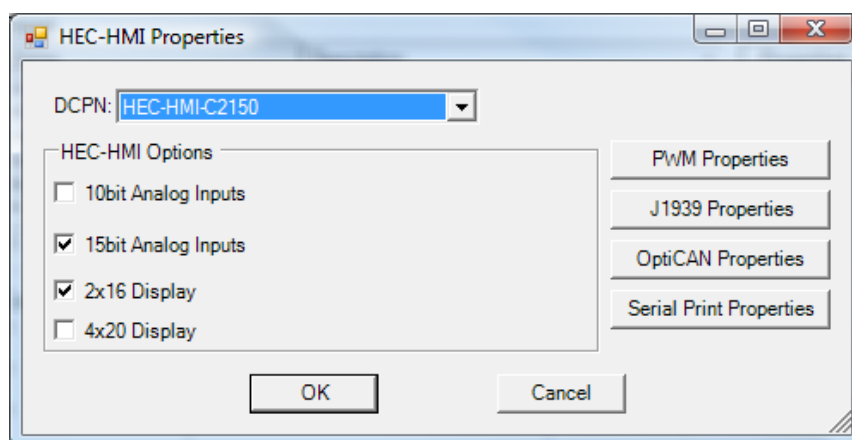 HEC-HMI Properties
DCPN: HEC-HMI-C2150
HEC-HMI Options
10bit Analog Inputs
15bit Analog Inputs
2x16 Display
4x20 Display
PWM Properties
J1939 Properties
OptiCAN Properties
Serial Print Properties
OK
Cancel